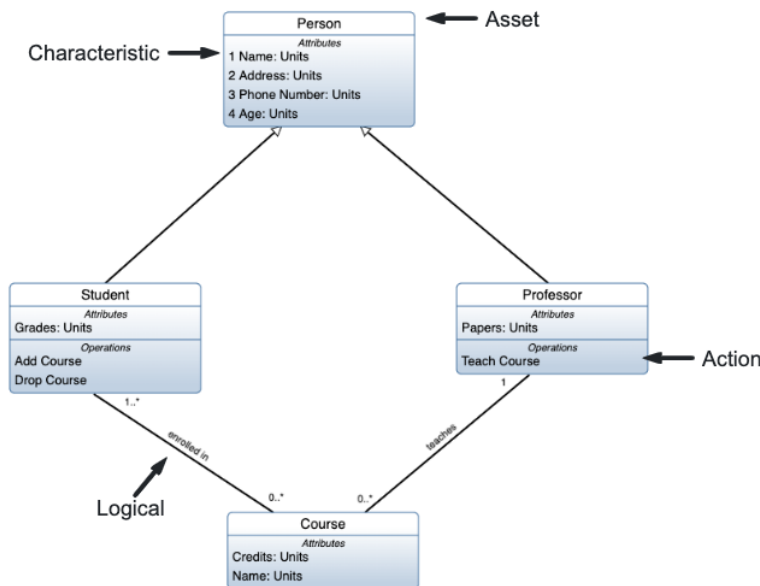 Person
Asset
Attributes
Characteristic
1 Name: Units
2 Address: Units
3 Phone Number: Units
4 Age: Units
Student
Attributes
Grades: Units
Operations
Add Course
Drop Course
Professor
Attributes
Papers: Units
Operations
Teach Course
Action
1..*
1
enrolled in
teaches
Logical
0..*
0..*
Course
Attributes
Credits: Units
Name: Units